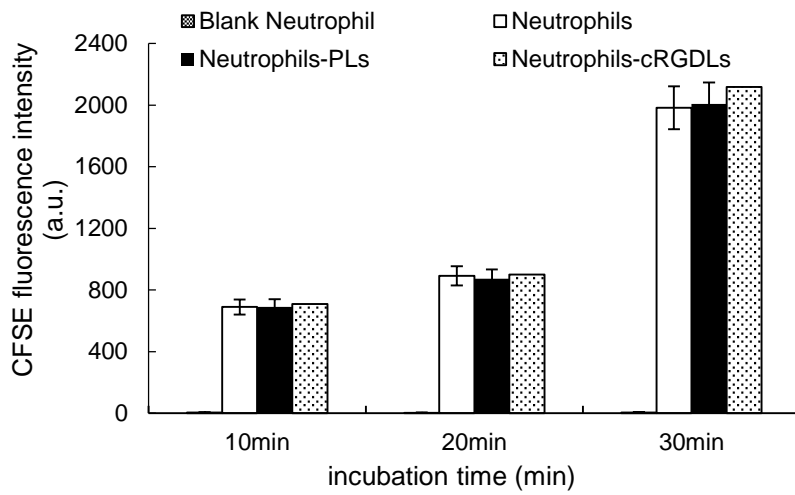 Blank Neutrophil
Neutrophils
Neutrophils-PLs
Neutrophils-cRGDLs
CFSE fluorescence intensity
(a.u.)
2400
2000
1600
1200
800
400
0
10min
20min
30min
incubation time (min)